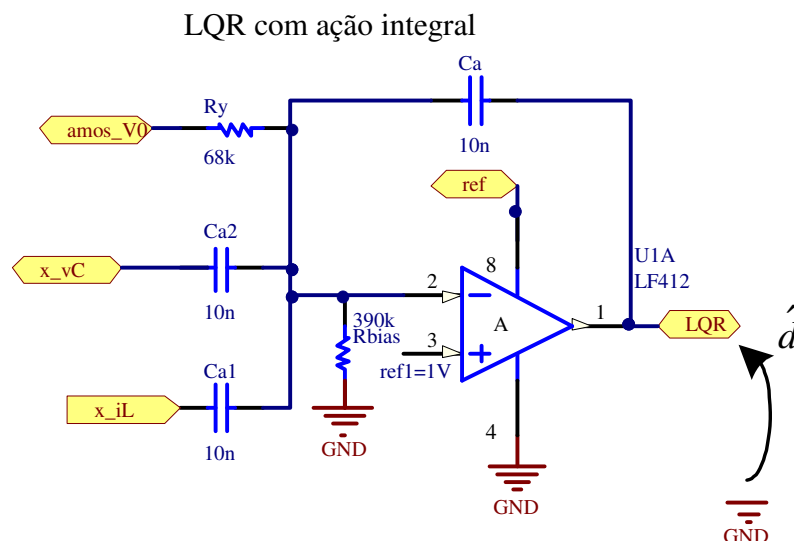 LQR com ação integral
Ca
10n
Ry
amos_V0
68k
ref
Ca2
x_vC
10n
U1A
LF412
8
2
1
A
LQR
d̂
390k
Rbias
3
ref1=1V
Ca1
x_iL
10n
GND
4
GND
GND